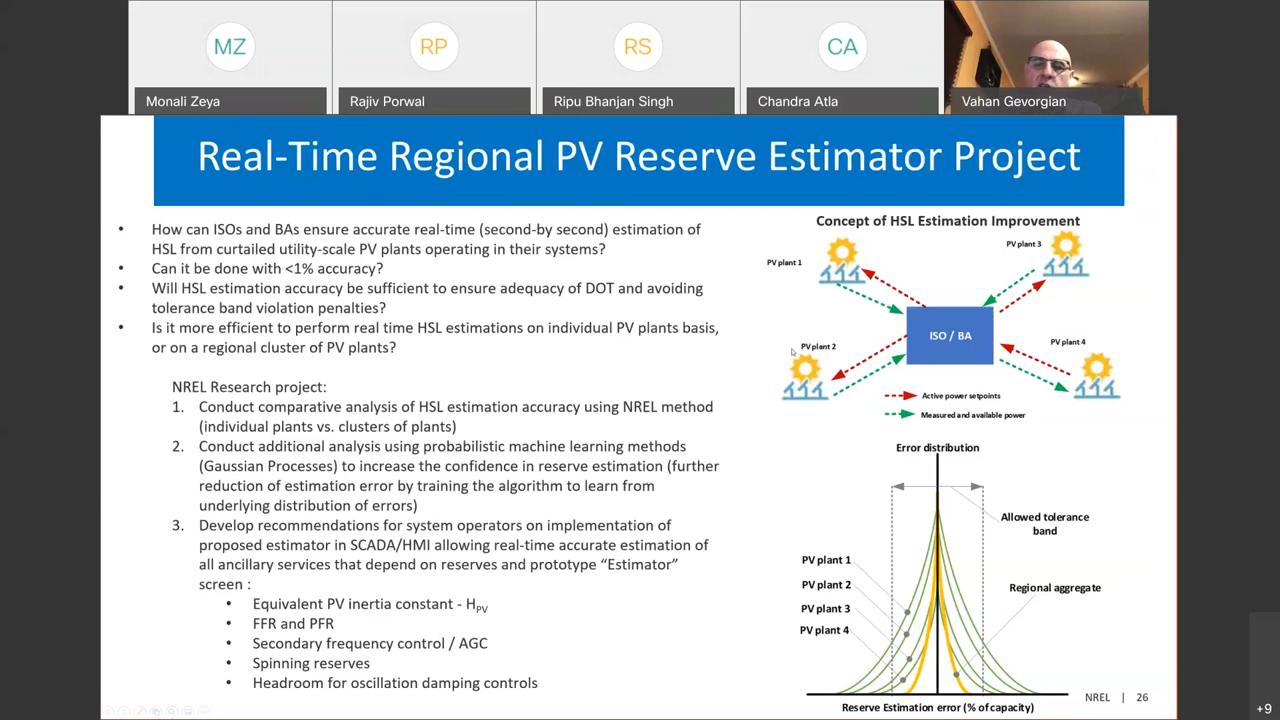 MZ
RP
RS
CA
Monali Zeya
Rajiv Porwal
Ripu Bhanjan Singh
Chandra Atla
Vahan Gevorgian
Real-Time Regional PV Reserve Estimator Project
• How can ISOs and BAs ensure accurate real-time (second-by second) estimation of
HSL from curtailed utility-scale PV plants operating in their systems?
• Can it be done with <1% accuracy?
• Will HSL estimation accuracy be sufficient to ensure adequacy of DOT and avoiding
tolerance band violation penalties?
• Is it more efficient to perform real time HSL estimations on individual PV plants basis,
or on a regional cluster of PV plants?
NREL Research project:
1. Conduct comparative analysis of HSL estimation accuracy using NREL method
(individual plants vs. clusters of plants)
2. Conduct additional analysis using probabilistic machine learning methods
(Gaussian Processes) to increase the confidence in reserve estimation (further
reduction of estimation error by training the algorithm to learn from
underlying distribution of errors)
3. Develop recommendations for system operators on implementation of
proposed estimator in SCADA/HMI allowing real-time accurate estimation of
all ancillary services that depend on reserves and prototype “Estimator”
screen :
• Equivalent PV inertia constant - HPV
• FFR and PFR
• Secondary frequency control / AGC
• Spinning reserves
• Headroom for oscillation damping controls
Concept of HSL Estimation Improvement
PV plant 1
PV plant 3
ISO / BA
PV plant 2
PV plant 4
Active power setpoints
Measured and available power
Error distribution
Allowed tolerance
band
PV plant 1
PV plant 2
PV plant 3
PV plant 4
Regional aggregate
Reserve Estimation error (% of capacity)
NREL | 26
+9